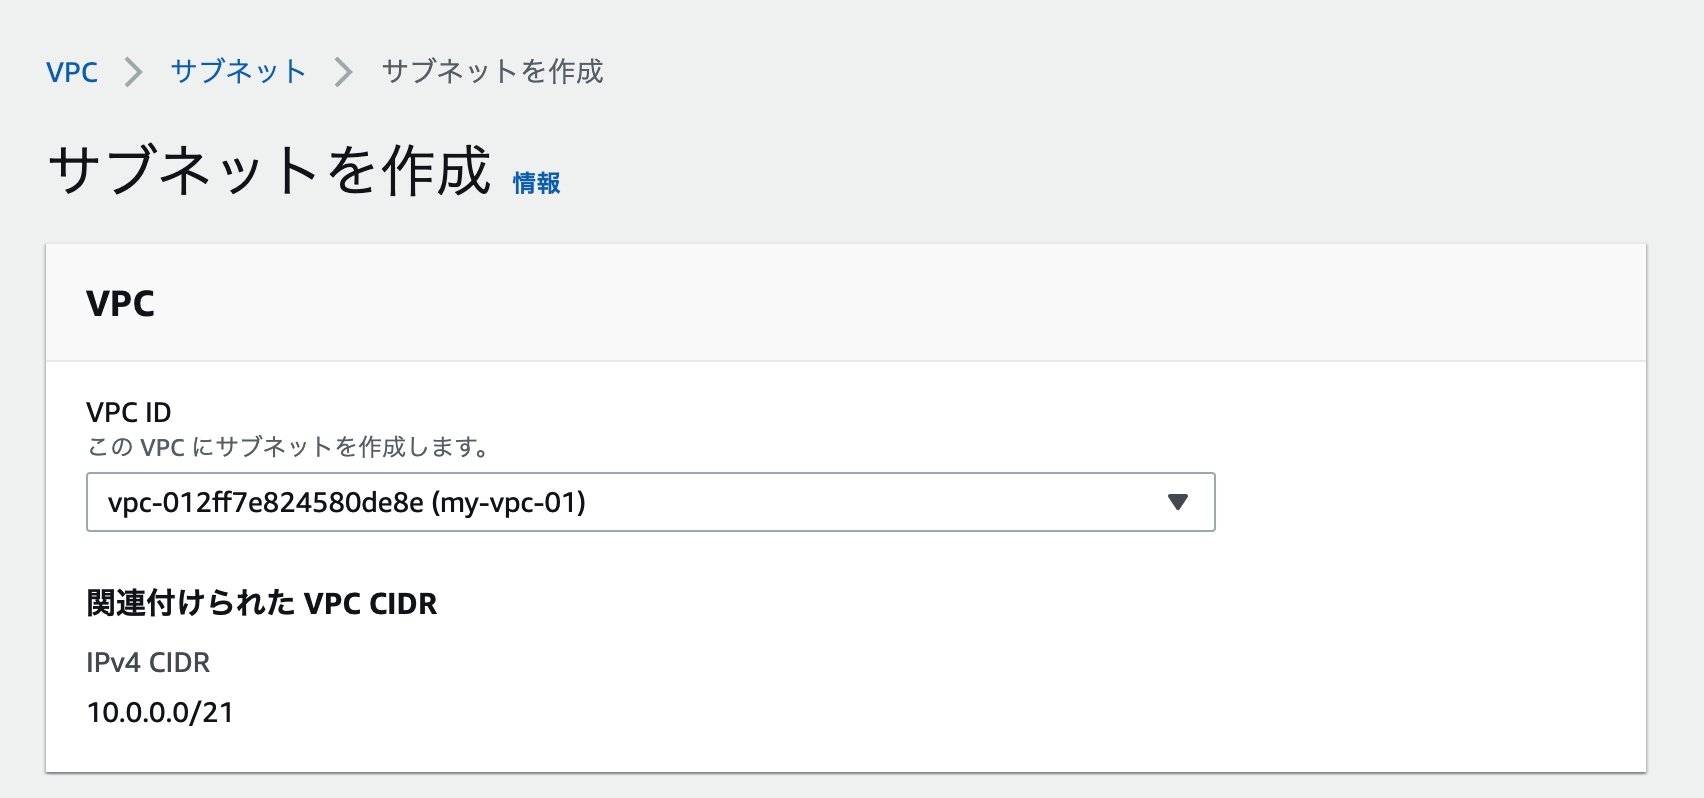 VPC > サブネット > サブネットを作成
サブネットを作成 情報
VPC
VPC ID
この VPC にサブネットを作成します。
vpc-012ff7e824580de8e (my-vpc-01)
関連付けられた VPC CIDR
IPv4 CIDR
10.0.0.0/21